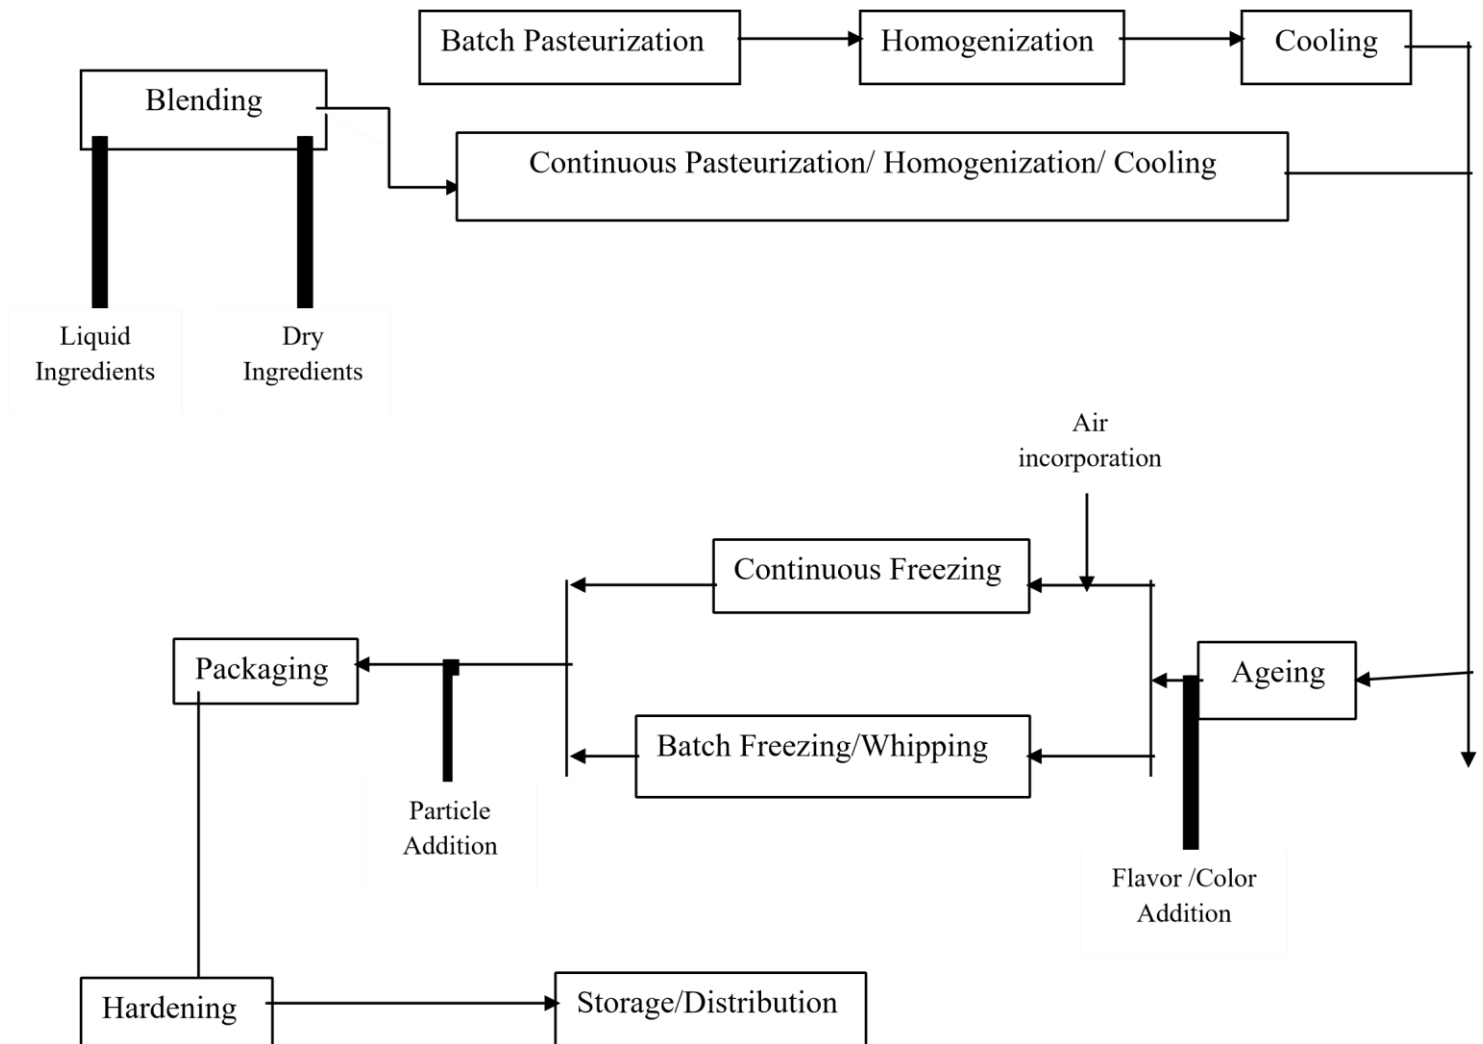 Batch Pasteurization
Homogenization
Cooling
Blending
Continuous Pasteurization/ Homogenization/ Cooling
Liquid
Ingredients
Dry
Ingredients
Air
incorporation
Continuous Freezing
Packaging
Ageing
Batch Freezing/Whipping
Particle
Addition
Flavor /Color
Addition
Hardening
Storage/Distribution